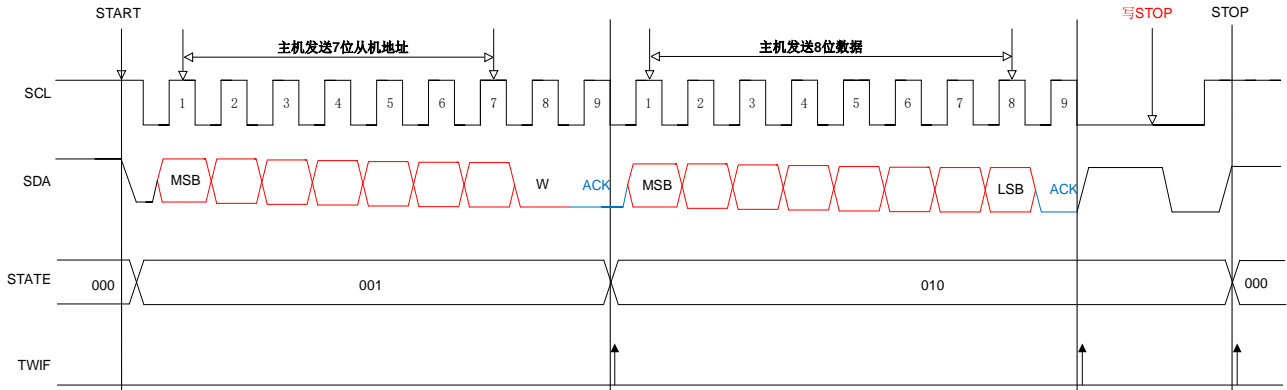 START
写STOP
STOP
主机发送7位从机地址
主机发送8位数据
SCL
1 2 3 4 5 6 7 8 9 1 2 3 4 5 6 7 8 9
SDA
MSB W ACK MSB LSB ACK
STATE
000 001 010 000
TWIF